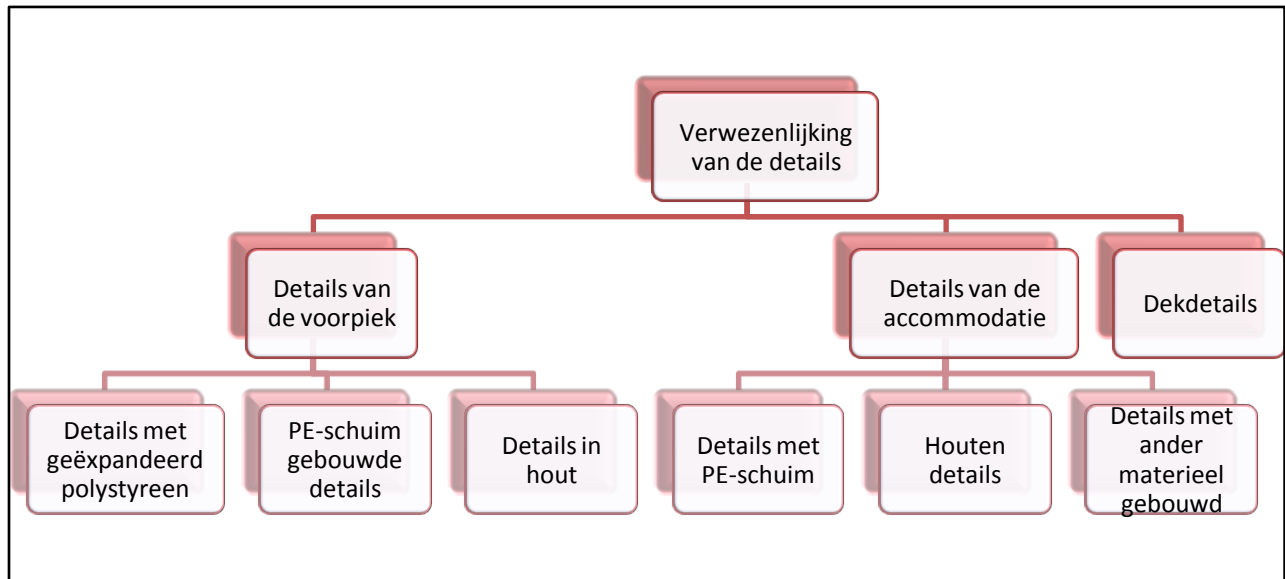 Verwezenlijking
van de details
Details van
de voorpiek
Details van de
accommodatie
Dekdetails
Details met
geëxpandeerd
polystyreen
PE-schuim
gebouwde
details
Details in
hout
Details met
PE-schuim
Houten
details
Details met
ander
materieel
gebouwd